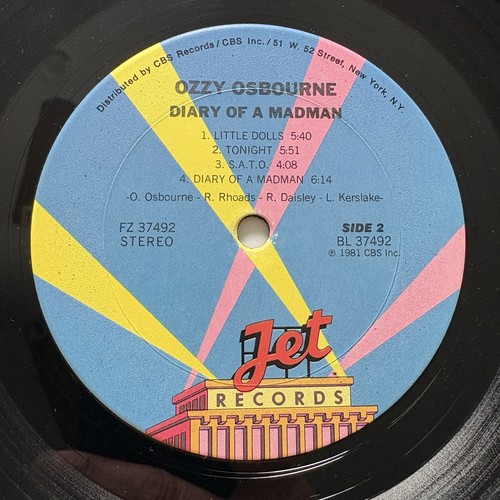 Distributed by CBS Records/CBS Inc./51 W. 52 Street, New York, N.Y.
OZZY OSBOURNE
DIARY OF A MADMAN
1. LITTLE DOLLS 5:40
2. TONIGHT 5:51
3. S.A.T.O. 4:08
4. DIARY OF A MADMAN 6:14
-O. Osbourne - R. Rhoads - R. Daisley - L. Kerslake-
FZ 37492
STEREO
SIDE 2
BL 37492
℗ 1981 CBS Inc.
Jet
RECORDS